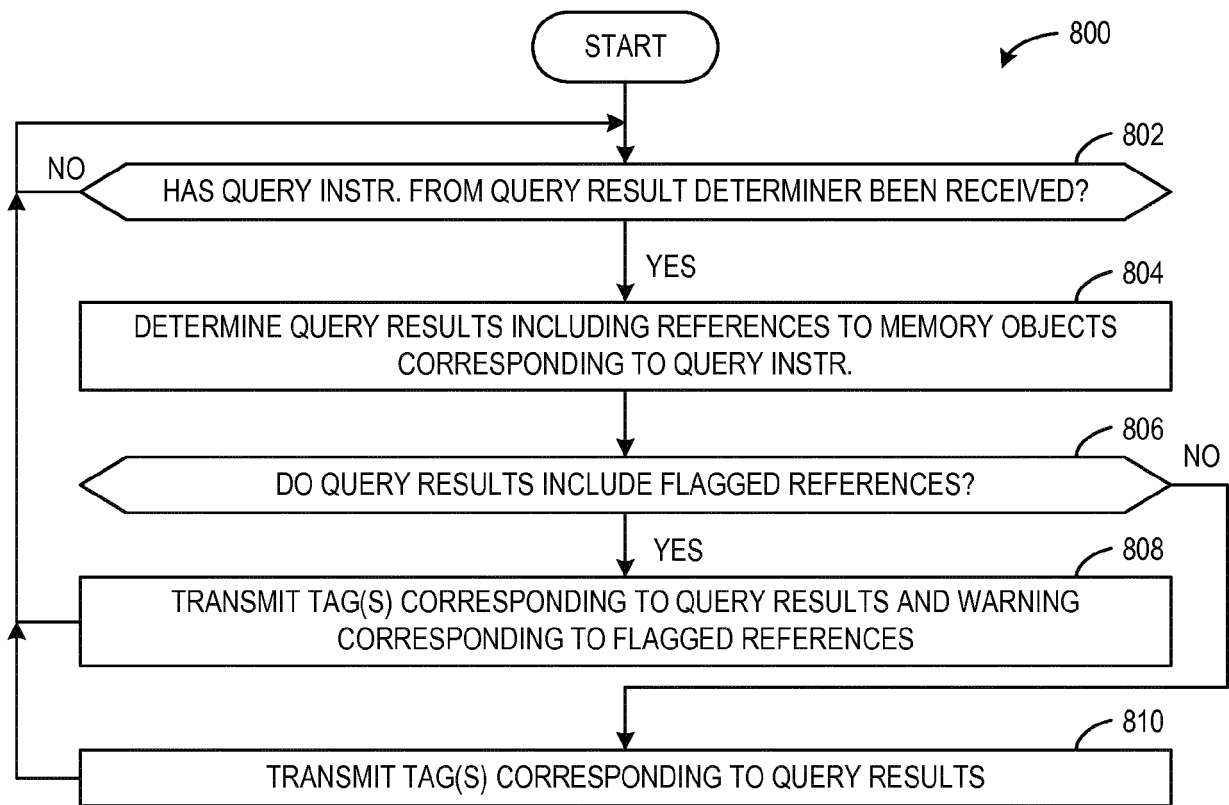 START
800
802
NO
HAS QUERY INSTR. FROM QUERY RESULT DETERMINER BEEN RECEIVED?
YES
804
DETERMINE QUERY RESULTS INCLUDING REFERENCES TO MEMORY OBJECTS
CORRESPONDING TO QUERY INSTR.
806
NO
DO QUERY RESULTS INCLUDE FLAGGED REFERENCES?
YES
808
TRANSMIT TAG(S) CORRESPONDING TO QUERY RESULTS AND WARNING
CORRESPONDING TO FLAGGED REFERENCES
810
TRANSMIT TAG(S) CORRESPONDING TO QUERY RESULTS